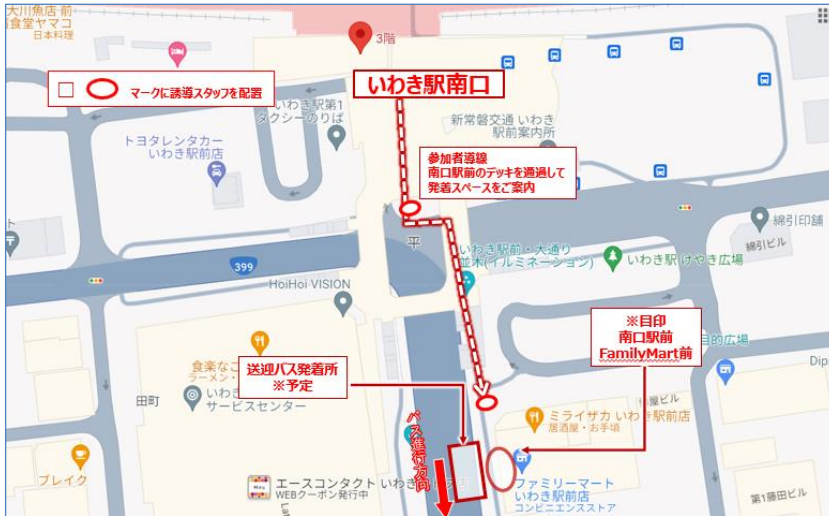 大川魚店 前
食堂ヤマコ
日本料理
3階
いわき駅南口
□ マークに誘導スタッフを配置
いわき駅第1
タクシーのりば
新常磐交通 いわき
駅前案内所
トヨタレンタカー
いわき駅前店
参加者導線
南口駅前のデッキを通過して
発着スペースをご案内
平
綿引印舗
綿引ビル
いわき駅前・大通り
並木(イルミネーション)
いわき駅 けやき広場
399
HoiHoi VISION
※目印
南口駅前
FamilyMart前
目的広場
食楽なこ
ラーメン・
送迎バス発着所
※予定
Dip
屋ビル
田町
いわき
サービスセンター
ミライザカ いわき駅前店
居酒屋・お手頃
バス進行方向
ブレイク
エースコンタクト いわき
WEBクーポン発行中
ファミリーマート
いわき駅前店
コンビニエンスストア
第1藤田ビル